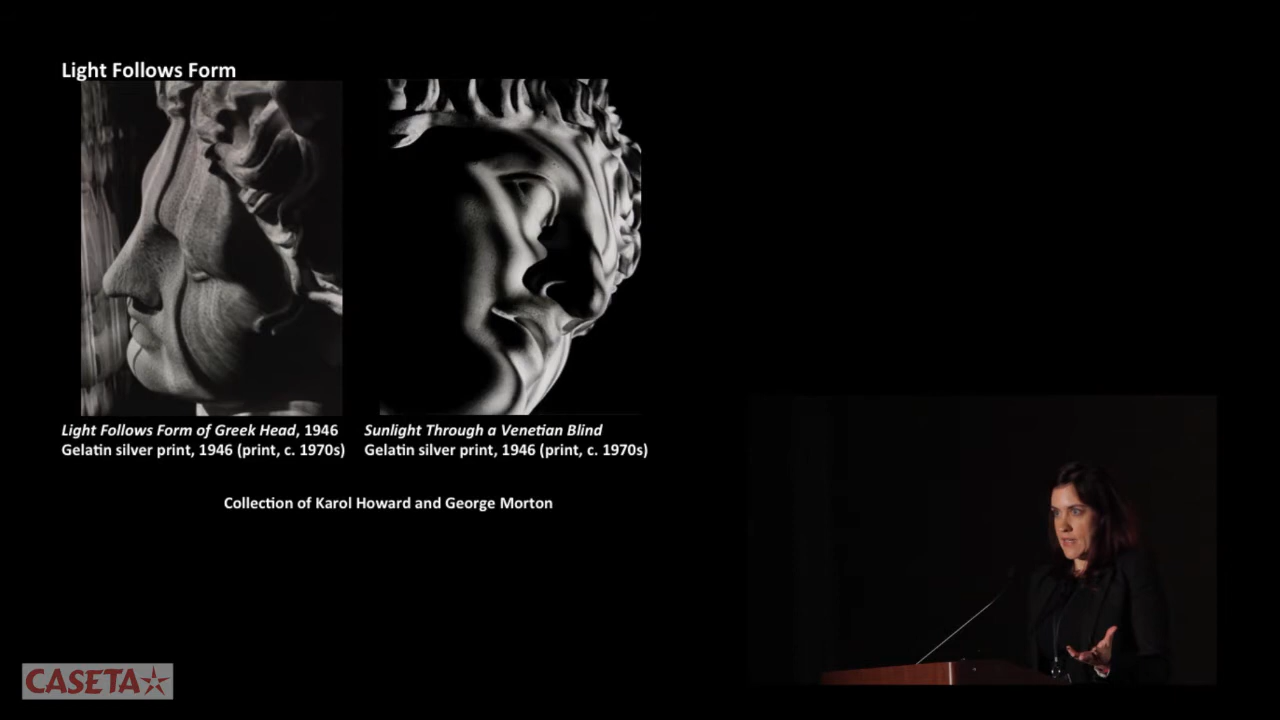 Light Follows Form
Light Follows Form of Greek Head, 1946
Gelatin silver print, 1946 (print, c. 1970s)
Sunlight Through a Venetian Blind
Gelatin silver print, 1946 (print, c. 1970s)
Collection of Karol Howard and George Morton
CASETA